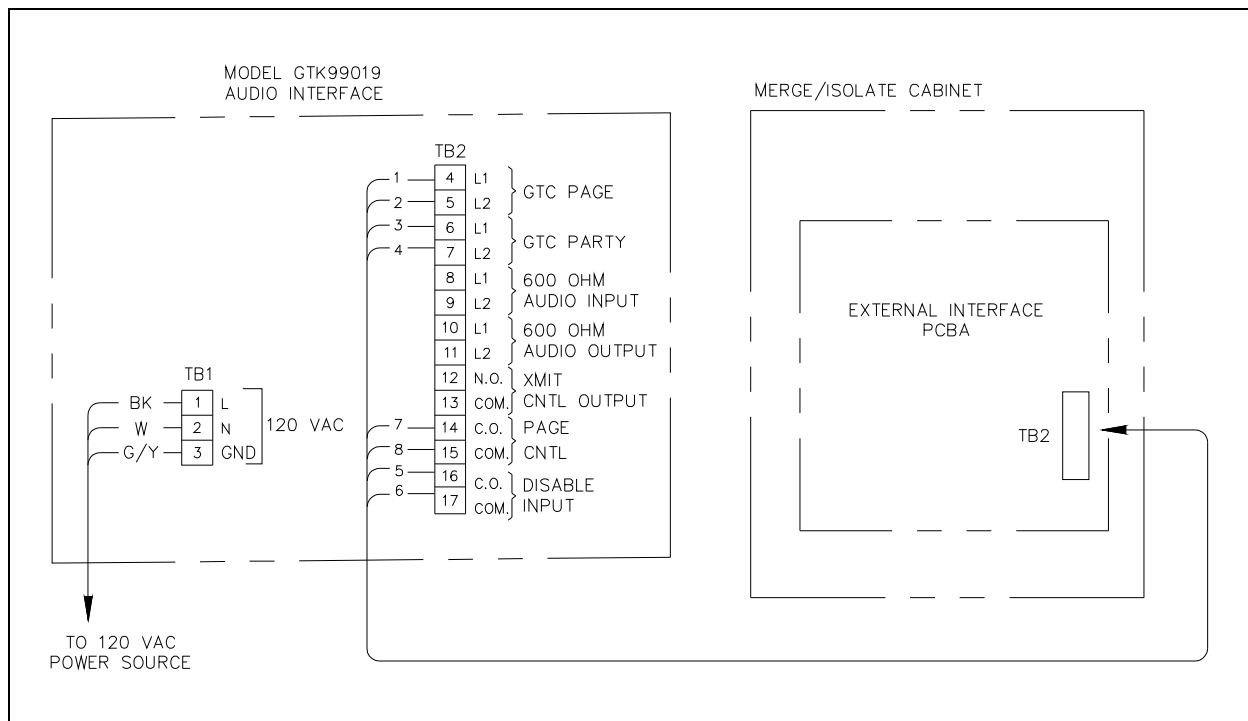 MODEL GTK99019
AUDIO INTERFACE
MERGE/ISOLATE CABINET
TB2
1 4 L1 GTC PAGE
2 5 L2
3 6 L1 GTC PARTY
4 7 L2
8 L1 600 OHM
9 L2 AUDIO INPUT
10 L1 600 OHM
11 L2 AUDIO OUTPUT
12 N.O. XMIT
13 COM. CNTL OUTPUT
7 14 C.O. PAGE
8 15 COM. CNTL
5 16 C.O. DISABLE
6 17 COM. INPUT
TB1
BK 1 L
W 2 N 120 VAC
G/Y 3 GND
TO 120 VAC
POWER SOURCE
EXTERNAL INTERFACE
PCBA
TB2